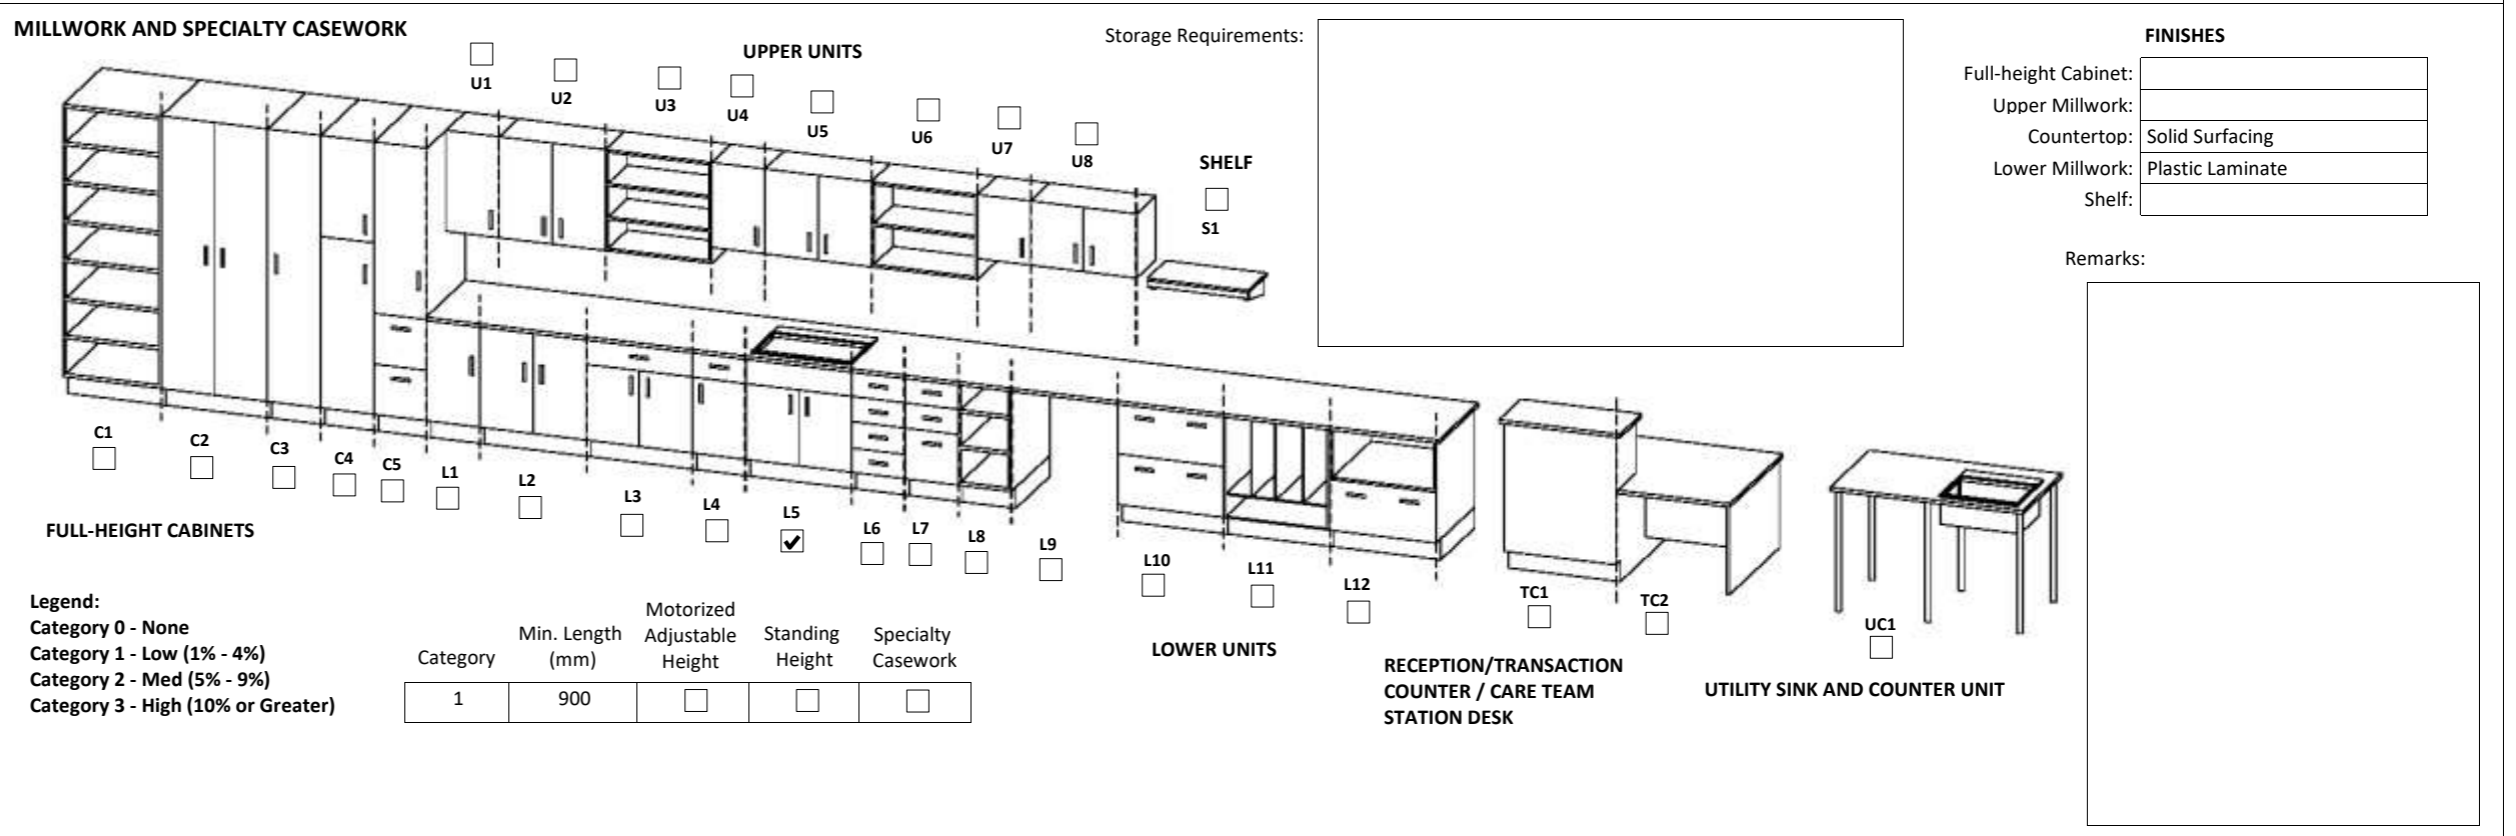 MILLWORK AND SPECIALTY CASEWORK
UPPER UNITS
U1
U2
U3
U4
U5
U6
U7
U8
SHELF
S1
Storage Requirements:
FINISHES
Full-height Cabinet:
Upper Millwork:
Countertop: Solid Surfacing
Lower Millwork: Plastic Laminate
Shelf:
Remarks:
C1
C2
C3
C4
C5
L1
L2
L3
L4
L5
L6
L7
L8
L9
L10
L11
L12
TC1
TC2
UC1
FULL-HEIGHT CABINETS
LOWER UNITS
RECEPTION/TRANSACTION
COUNTER / CARE TEAM
STATION DESK
UTILITY SINK AND COUNTER UNIT
Legend:
Category 0 - None
Category 1 - Low (1% - 4%)
Category 2 - Med (5% - 9%)
Category 3 - High (10% or Greater)
Category
Min. Length
(mm)
Motorized
Adjustable
Height
Standing
Height
Specialty
Casework
1
900